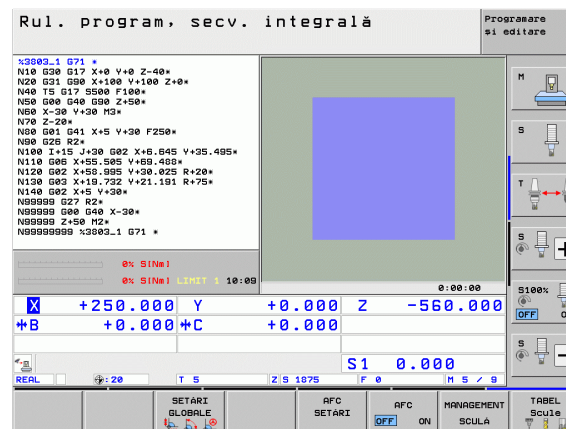 Rul. program, secv. integrală
Programare
şi editare
%3803_1 G71 *
N10 G30 G17 X+0 Y+0 Z-40*
N20 G31 G90 X+100 Y+100 Z+0*
N40 T5 G17 S500 F100*
N50 G00 G40 G90 Z+50*
N60 X-30 Y+30 M3*
N70 Z-20*
N80 G01 G41 X+5 Y+30 F250*
N90 G26 R2*
N100 I+15 J+30 G02 X+6.645 Y+35.495*
N110 G06 X+55.505 Y+69.488*
N120 G02 X+58.995 Y+30.025 R+20*
N130 G03 X+19.732 Y+21.191 R+75*
N140 G02 X+5 Y+30*
N99999 G27 R2*
N99999 G00 G40 X-30*
N99999 Z+50 M2*
N99999999 %3803_1 G71 *
0% S[Nm]
0% S[Nm] LIMIT 1 10:09
0:00:00
X +250.000 Y +0.000 Z -560.000
*B +0.000 *C +0.000
S1 0.00
REAL :20 T 5 Z S 1875 F 0 M 5 / 9
M
S
T
S
S100%
OFF
S
SETĂRI
GLOBALE
AFC
SETĂRI
AFC
OFF ON
MANAGEMENT
SCULĂ
TABEL
Scule